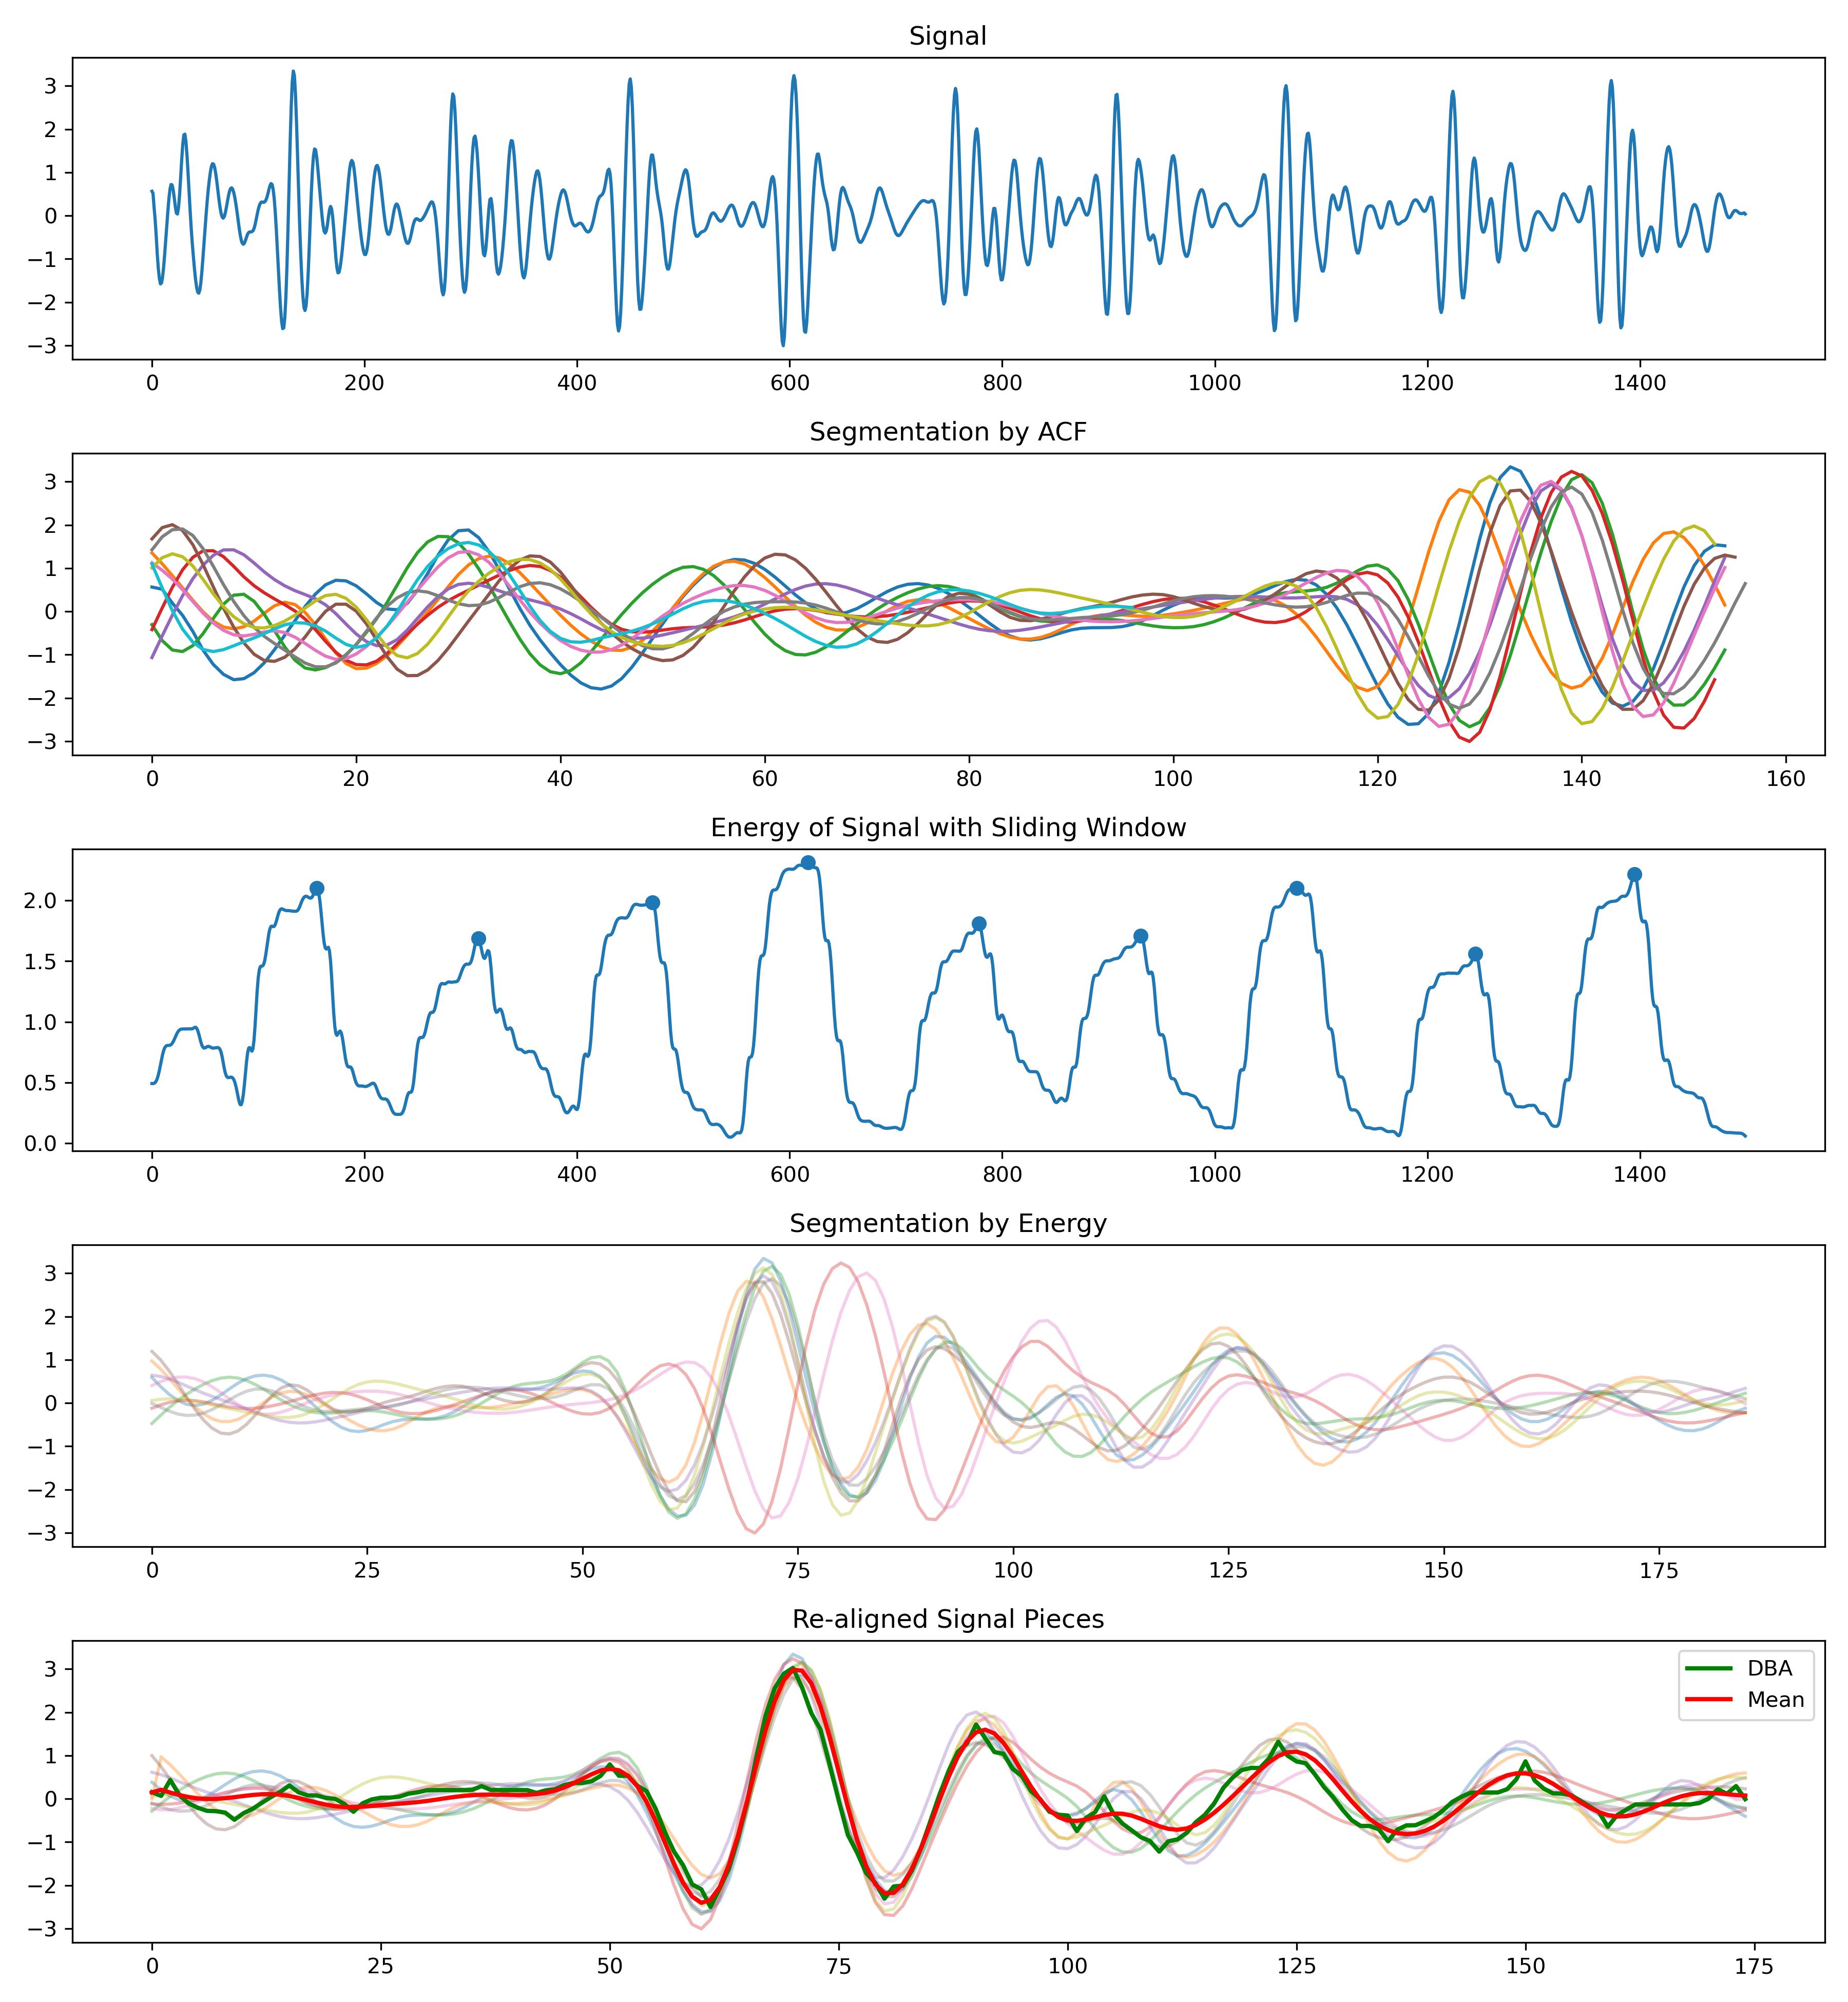 Signal
3
2
1
0
−1
−2
−3
0 200 400 600 800 1000 1200 1400
Segmentation by ACF
3
2
1
0
−1
−2
−3
0 20 40 60 80 100 120 140 160
Energy of Signal with Sliding Window
2.0
1.5
1.0
0.5
0.0
0 200 400 600 800 1000 1200 1400
Segmentation by Energy
3
2
1
0
−1
−2
−3
0 25 50 75 100 125 150 175
Re-aligned Signal Pieces
DBA
Mean
3
2
1
0
−1
−2
−3
0 25 50 75 100 125 150 175